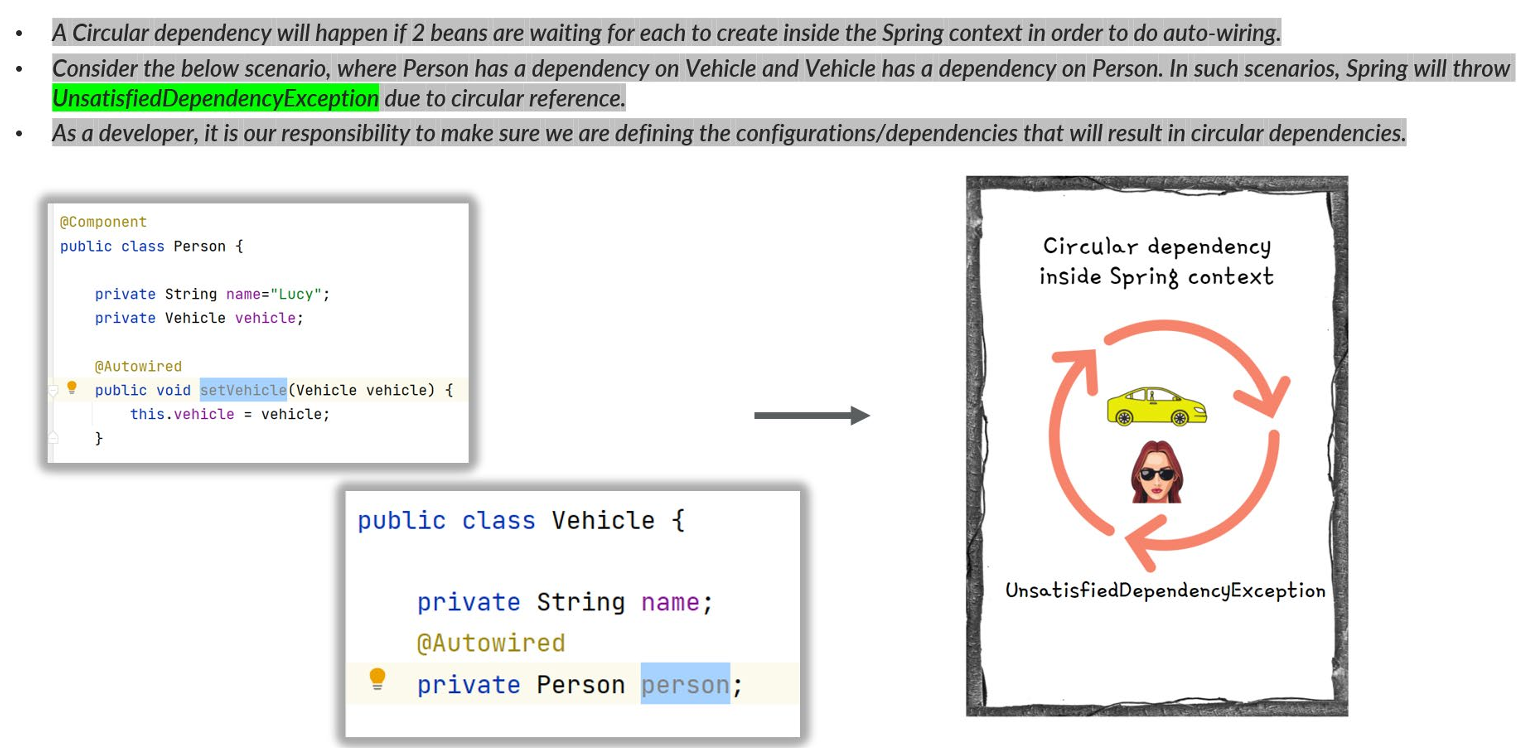 • A Circular dependency will happen if 2 beans are waiting for each to create inside the Spring context in order to do auto-wiring.
• Consider the below scenario, where Person has a dependency on Vehicle and Vehicle has a dependency on Person. In such scenarios, Spring will throw
UnsatisfiedDependencyException due to circular reference.
• As a developer, it is our responsibility to make sure we are defining the configurations/dependencies that will result in circular dependencies.
@Component
public class Person {
private String name="Lucy";
private Vehicle vehicle;
@Autowired
public void setVehicle(Vehicle vehicle) {
this.vehicle = vehicle;
}
public class Vehicle {
private String name;
@Autowired
private Person person;
Circular dependency
inside Spring context
UnsatisfiedDependencyException